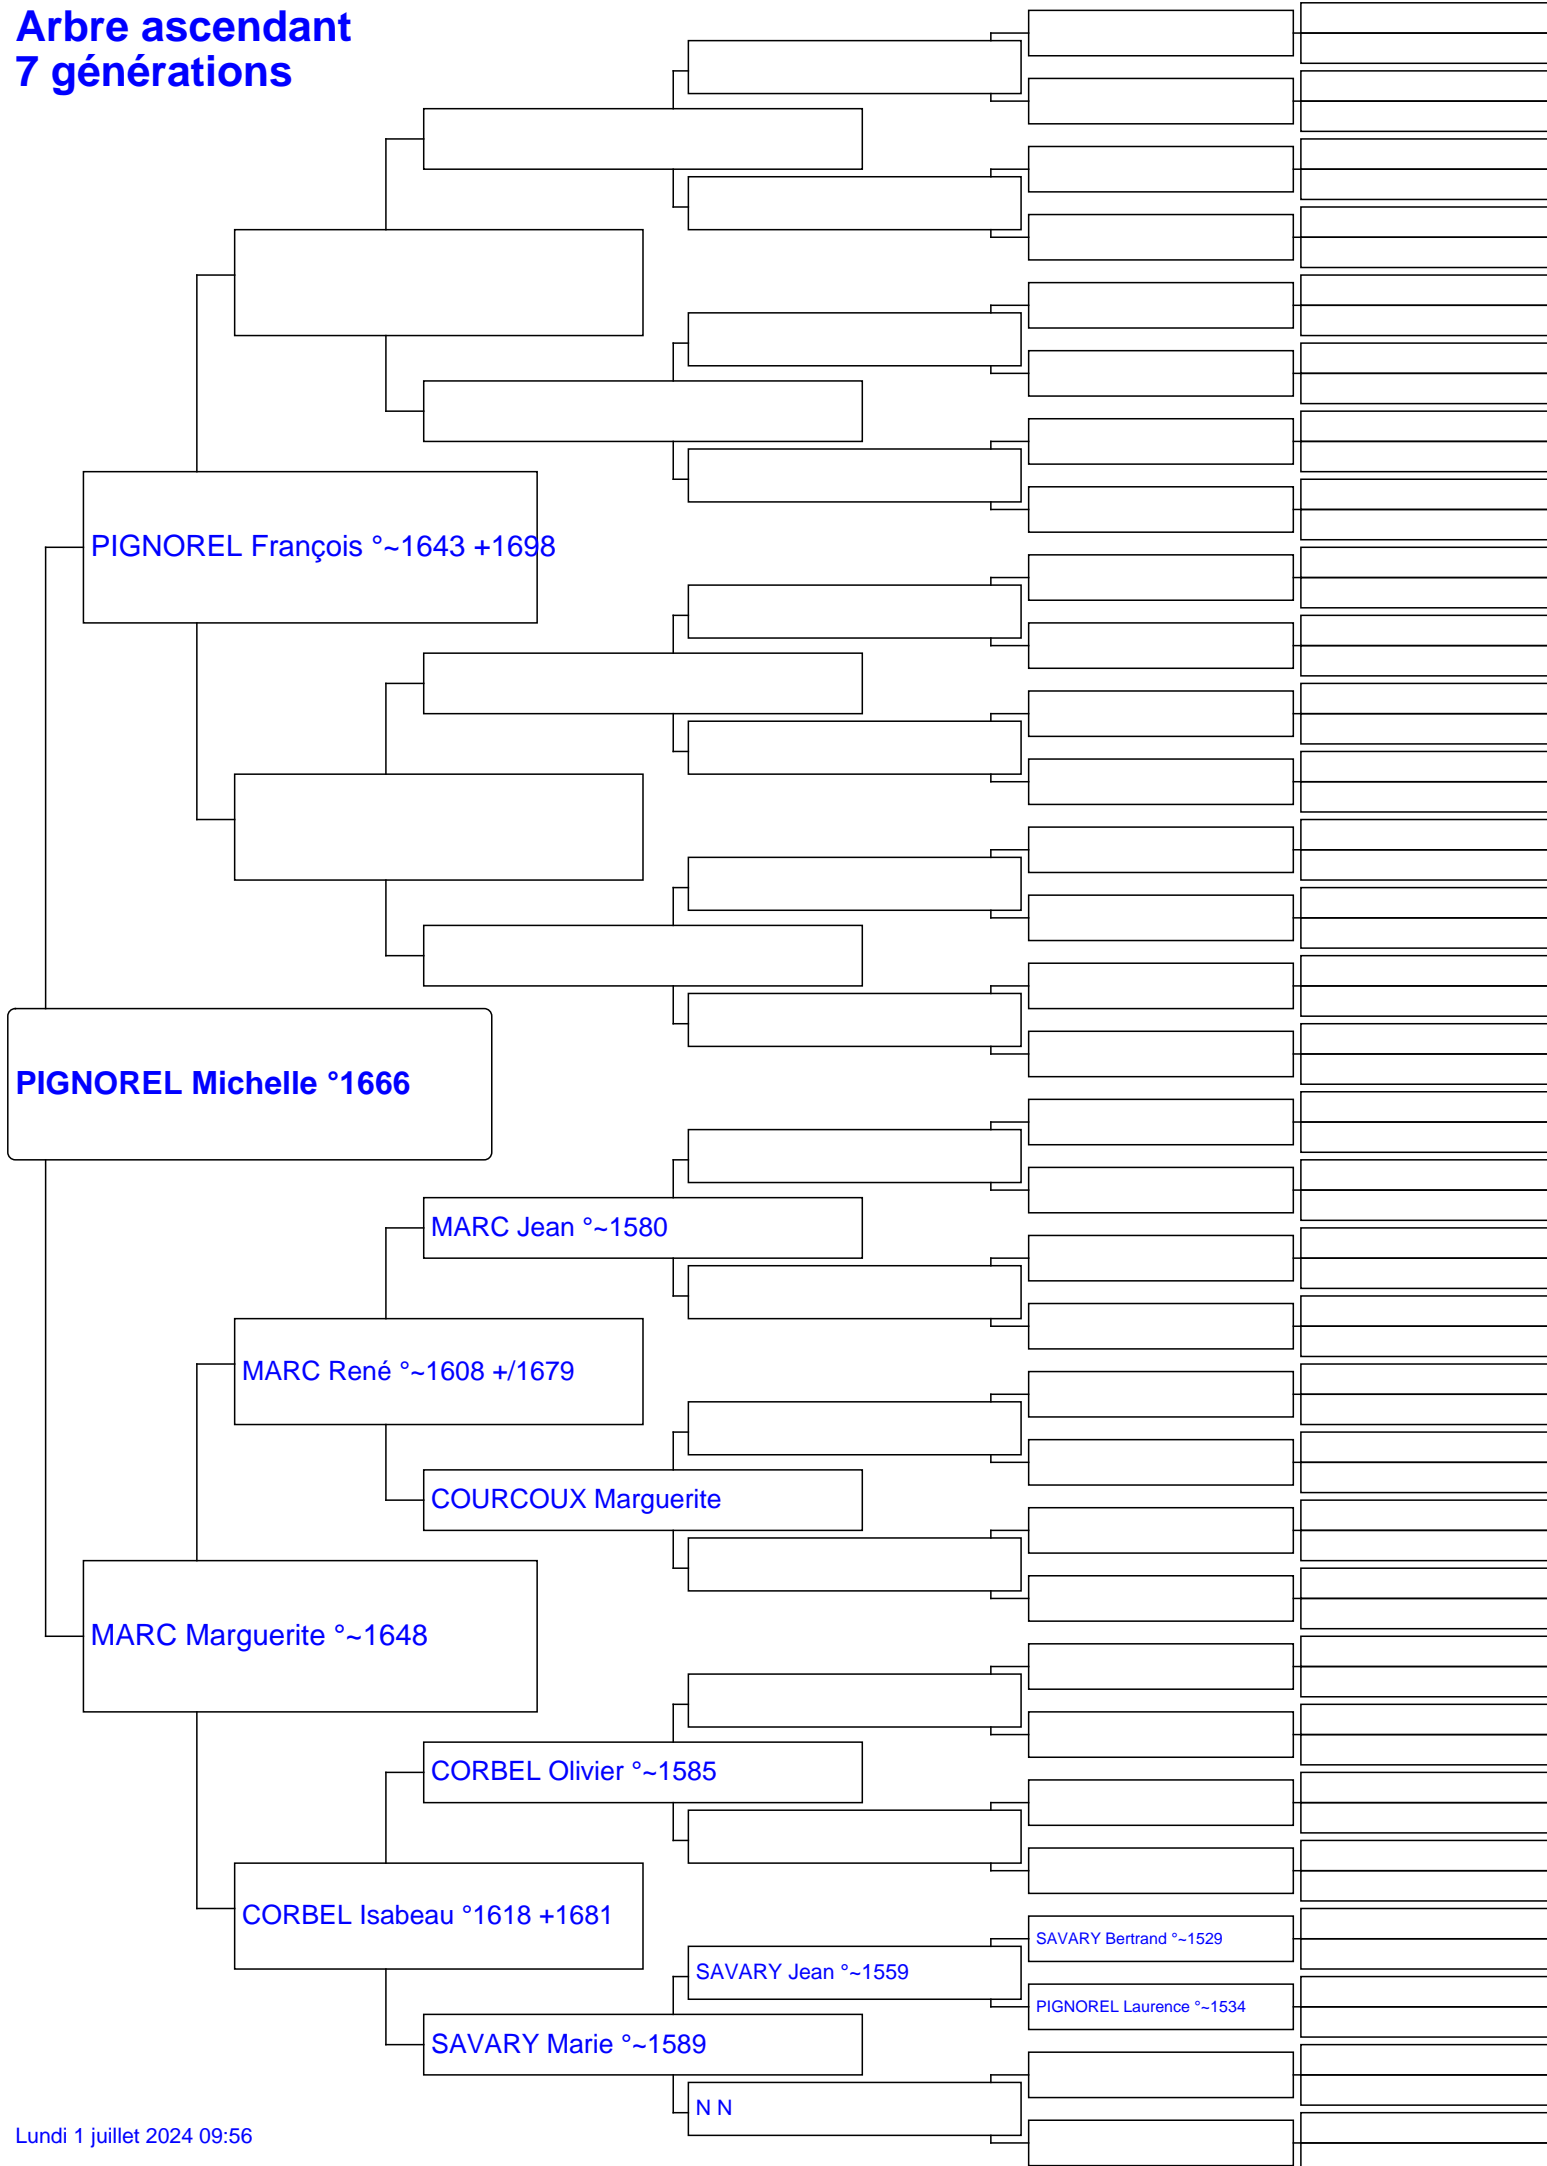 Arbre ascendant
7 générations
PIGNOREL François °~1643 +1698
PIGNOREL Michelle °1666
MARC Jean °~1580
MARC René °~1608 +/1679
COURCOUX Marguerite
MARC Marguerite °~1648
CORBEL Olivier °~1585
CORBEL Isabeau °1618 +1681
SAVARY Bertrand °~1529
SAVARY Jean °~1559
PIGNOREL Laurence °~1534
SAVARY Marie °~1589
N N
Lundi 1 juillet 2024 09:56